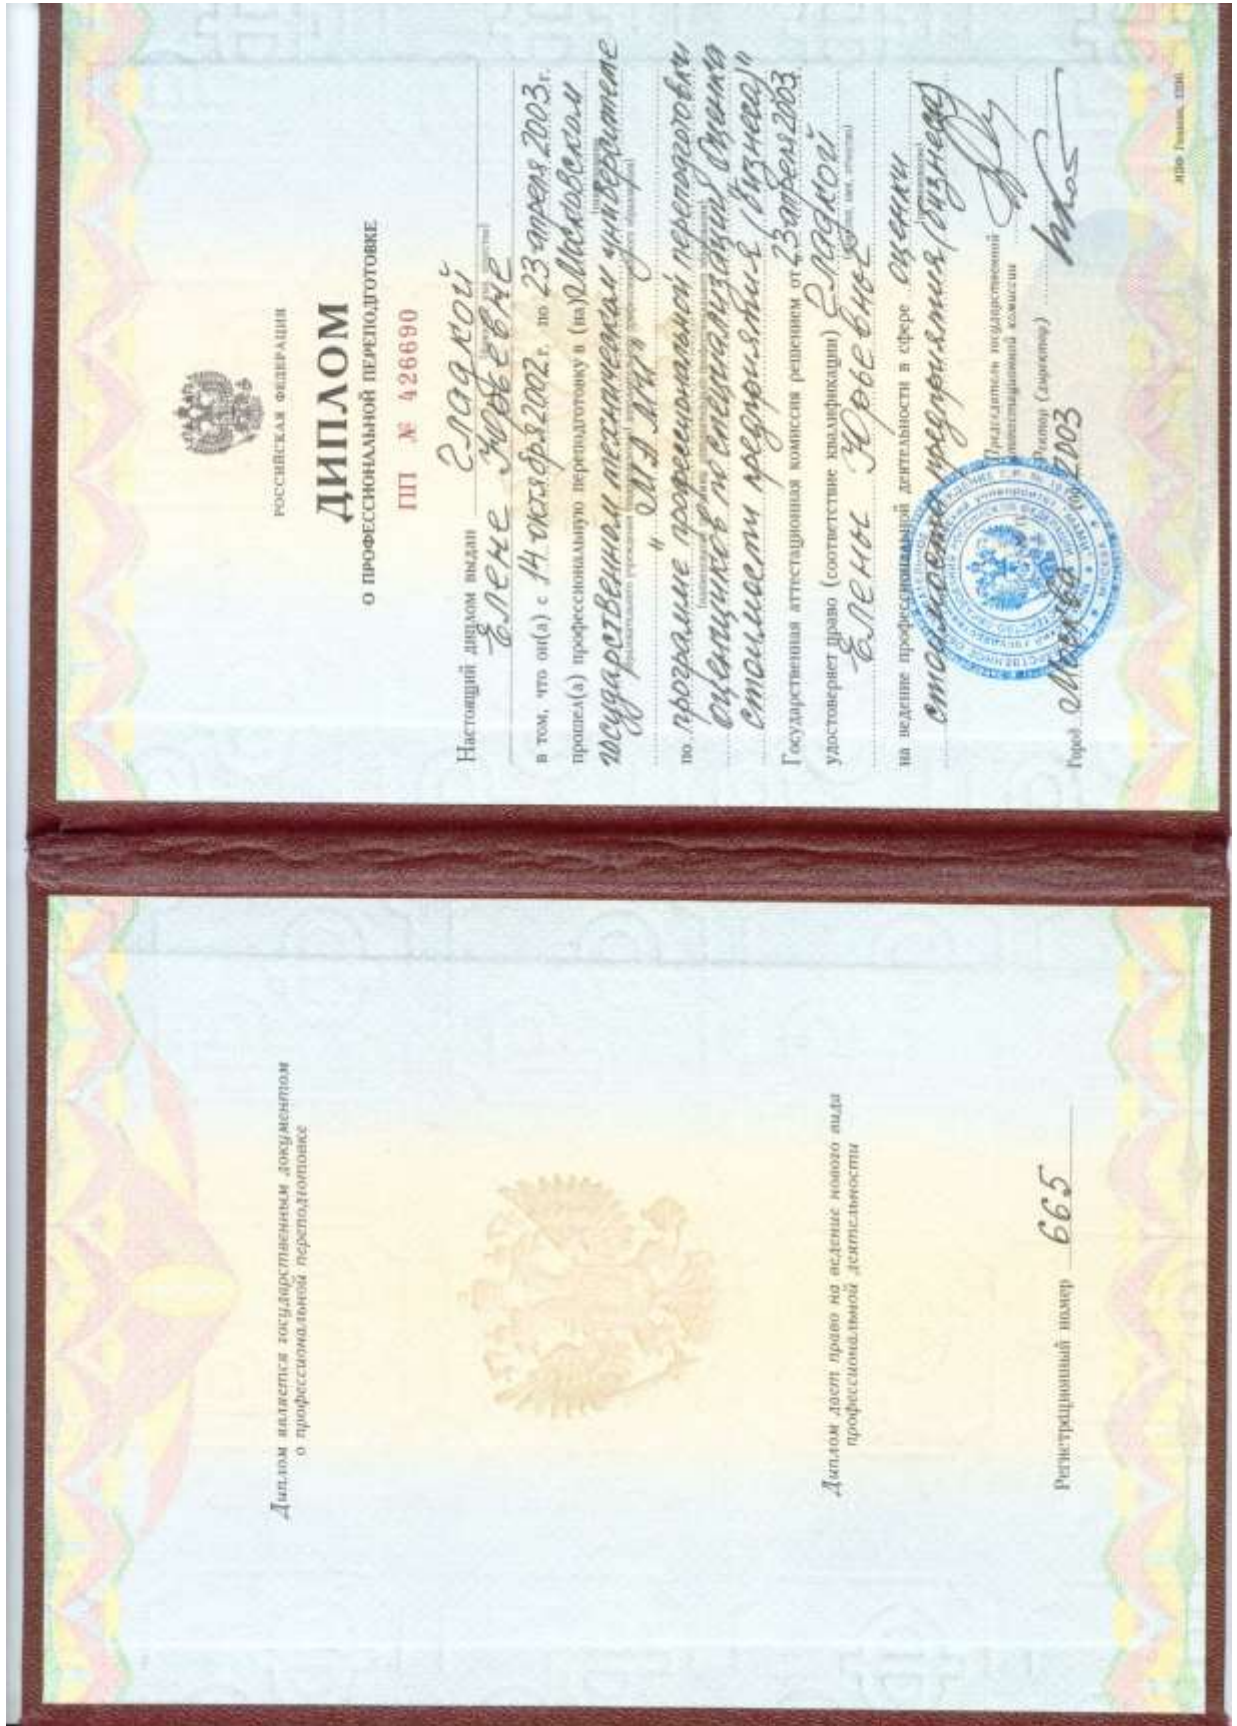 Диплом является государственным документом
о профессиональной переподготовке
Диплом дает право на ведение нового вида
профессиональной деятельности
Регистрационный номер 665
РОССИЙСКАЯ ФЕДЕРАЦИЯ
ДИПЛОМ
О ПРОФЕССИОНАЛЬНОЙ ПЕРЕПОДГОТОВКЕ
ПП № 426690
Настоящий диплом выдан Гладкой
Елене Юрьевне
в том, что он(а) с 14 октября 2002 г. по 23 апреля 2003 г.
прошел(а) профессиональную переподготовку в (на) Московском
государственном техническом университете
"МАМИ"
по программе профессиональной переподготовки
оценщиков по специализации "Оценка
стоимости предприятия (бизнеса)"
Государственная аттестационная комиссия решением от 23 апреля 2003
удостоверяет право (соответствие квалификации) Гладкой
Елены Юрьевны
на ведение профессиональной деятельности в сфере оценки
стоимости предприятия (бизнеса)
Председатель государственной
аттестационной комиссии
Ректор (директор)
Город Москва 2003